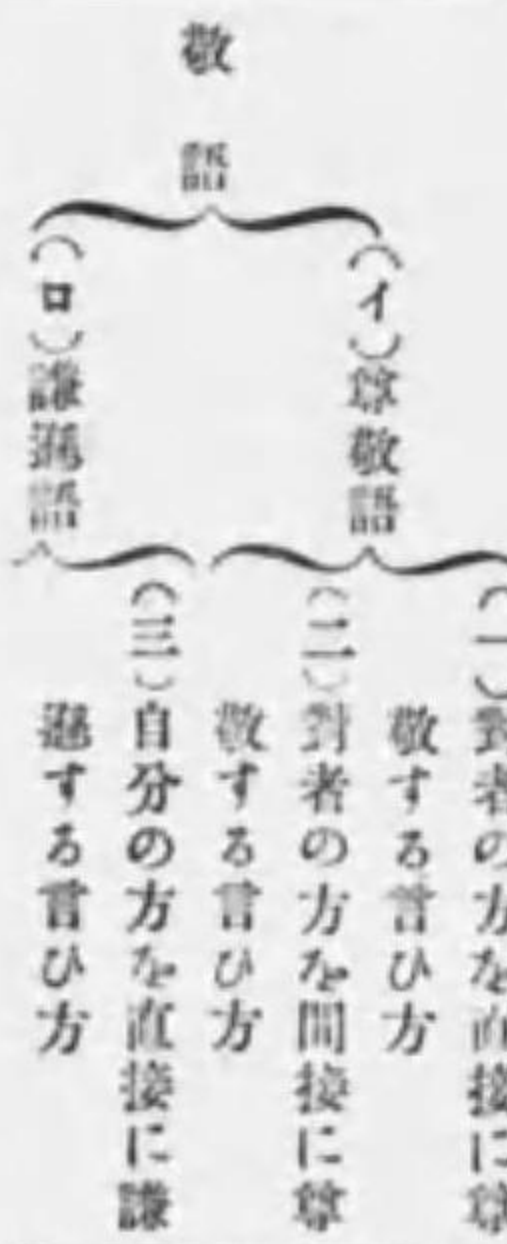 敬語
(イ)尊敬語
(一)對者の方を直接に尊
敬する言ひ方
(二)對者の方を間接に尊
敬する言ひ方
(ロ)謙遜語
(三)自分の方を直接に謙
遜する言ひ方